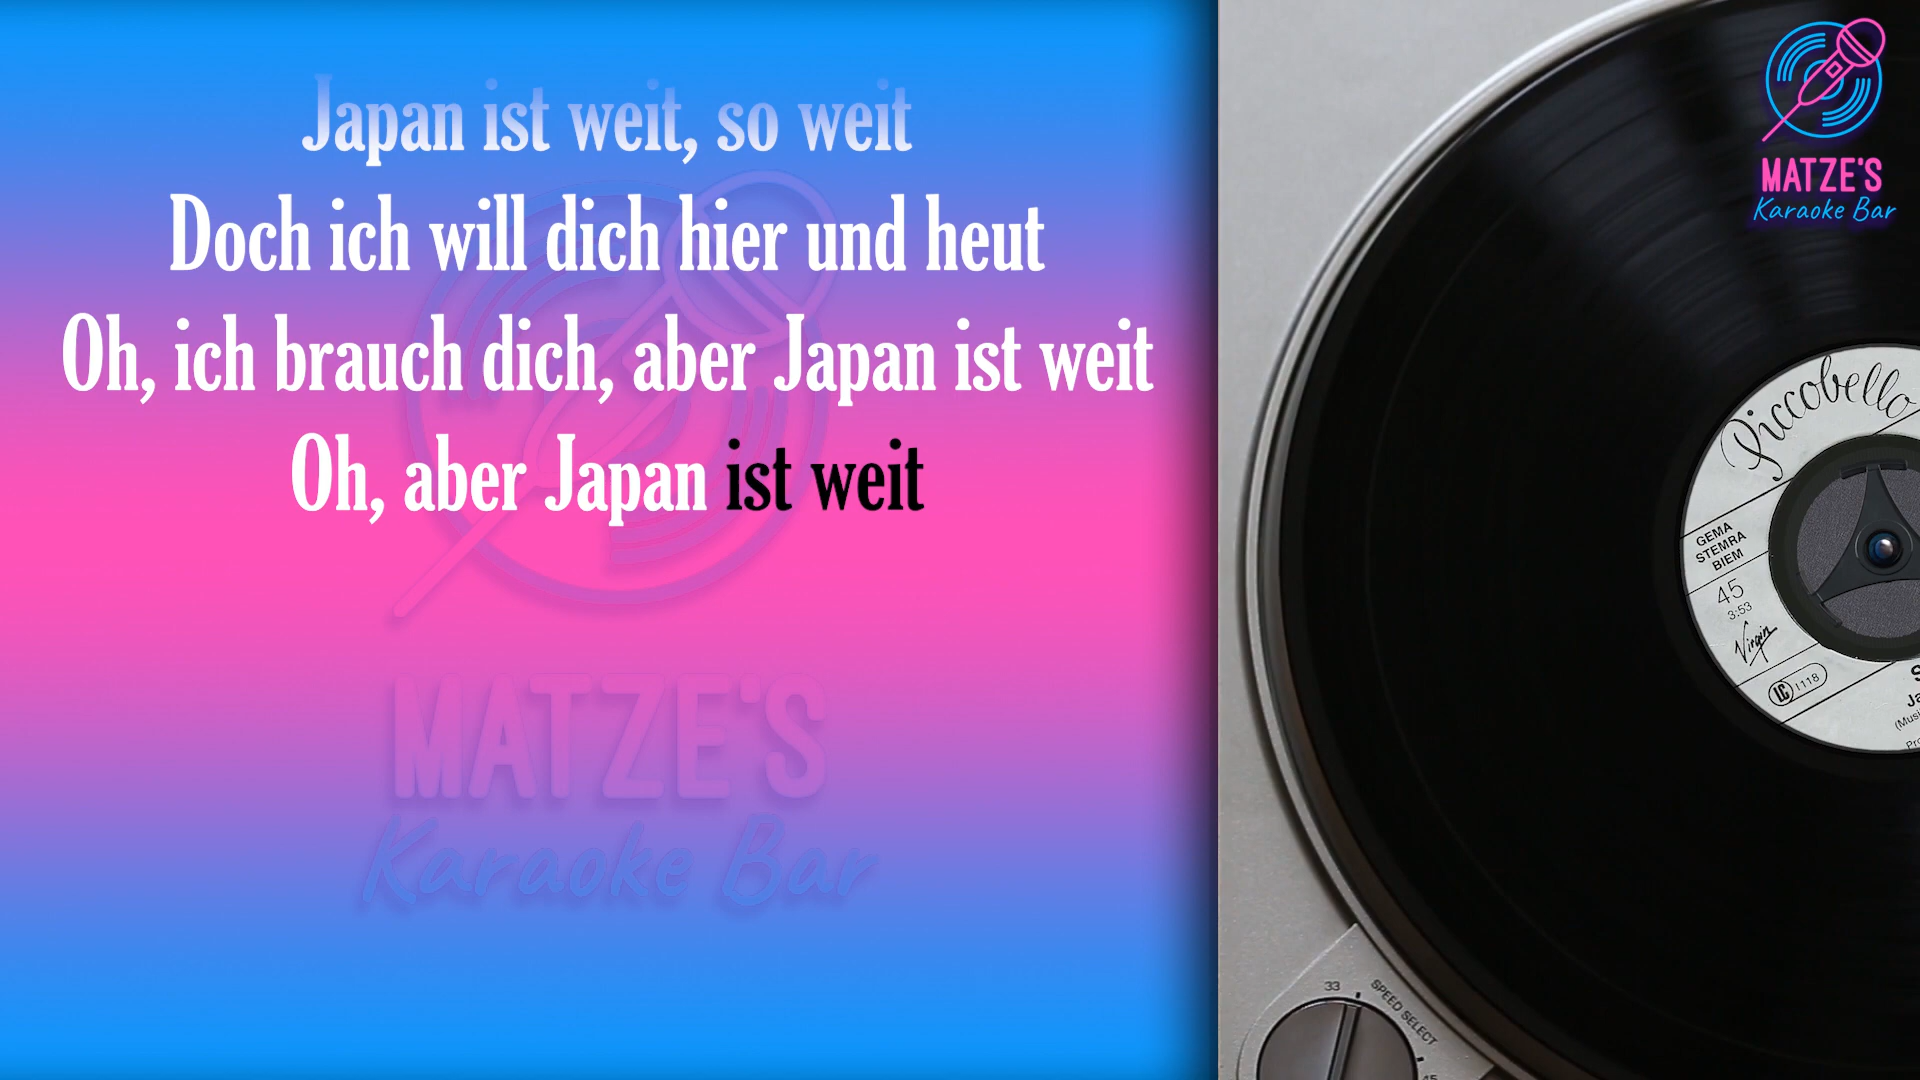 Japan ist weit, so weit
Doch ich will dich hier und heut
Oh, ich brauch dich, aber Japan ist weit
Oh, aber Japan ist weit
MATZE'S
Karaoke Bar
MATZE'S
Karaoke Bar
Piccobello
GEMA
STEMRA
BIEM
45
3:53
Virgin
LC 1118
33
SPEED SELECT
45